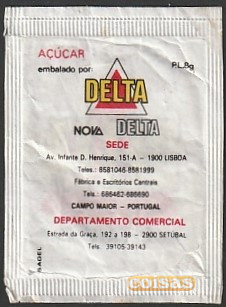 AÇÚCAR
embalado por: P.L.8g
DELTA
NOVA DELTA
SEDE
Av. Infante D. Henrique, 151-A - 1900 LISBOA
Telex.: 8581046-8581999
Fábrica e Escritórios Centrais
Tels.: 686462-686690
CAMPO MAIOR - PORTUGAL
DEPARTAMENTO COMERCIAL
Estrada da Graça, 192 a 198 - 2900 SETÚBAL
Tels. 39105-39143
coisas